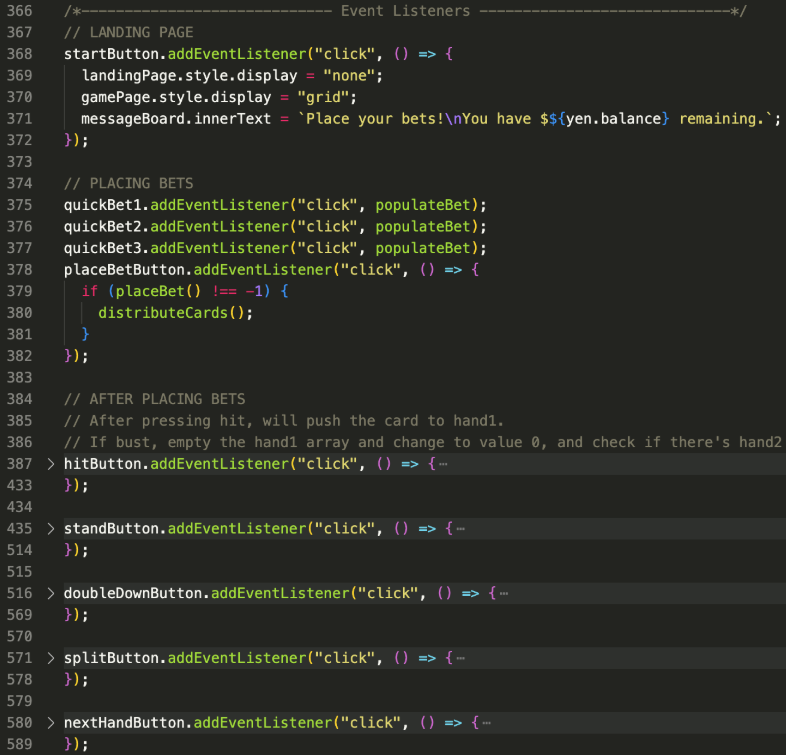 366 /*----------------------------- Event Listeners -----------------------------*/
367 // LANDING PAGE
368 startButton.addEventListener("click", () => {
369   landingPage.style.display = "none";
370   gamePage.style.display = "grid";
371   messageBoard.innerText = `Place your bets!\nYou have $${yen.balance} remaining.`;
372 });
373
374 // PLACING BETS
375 quickBet1.addEventListener("click", populateBet);
376 quickBet2.addEventListener("click", populateBet);
377 quickBet3.addEventListener("click", populateBet);
378 placeBetButton.addEventListener("click", () => {
379   if (placeBet() !== -1) {
380     distributeCards();
381   }
382 });
383
384 // AFTER PLACING BETS
385 // After pressing hit, will push the card to hand1.
386 // If bust, empty the hand1 array and change to value 0, and check if there's hand2
387 > hitButton.addEventListener("click", () => {⋯
433 });
434
435 > standButton.addEventListener("click", () => {⋯
514 });
515
516 > doubleDownButton.addEventListener("click", () => {⋯
569 });
570
571 > splitButton.addEventListener("click", () => {⋯
578 });
579
580 > nextHandButton.addEventListener("click", () => {⋯
589 });